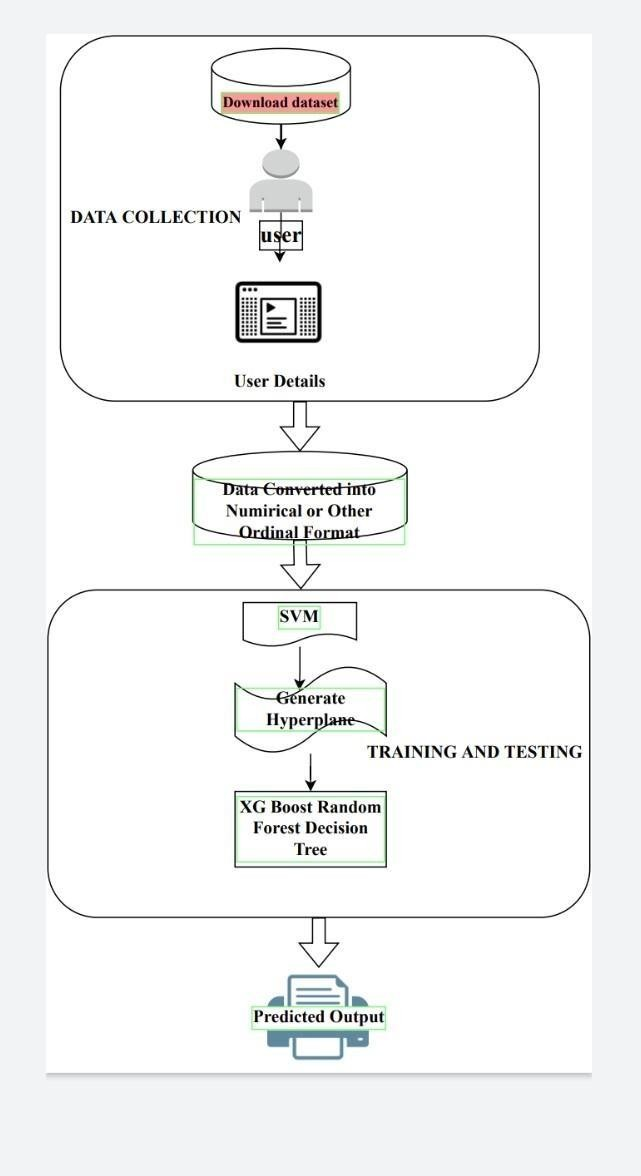 Download dataset
DATA COLLECTION
user
User Details
Data Converted into
Numirical or Other
Ordinal Format
SVM
Generate
Hyperplane
TRAINING AND TESTING
XG Boost Random
Forest Decision
Tree
Predicted Output